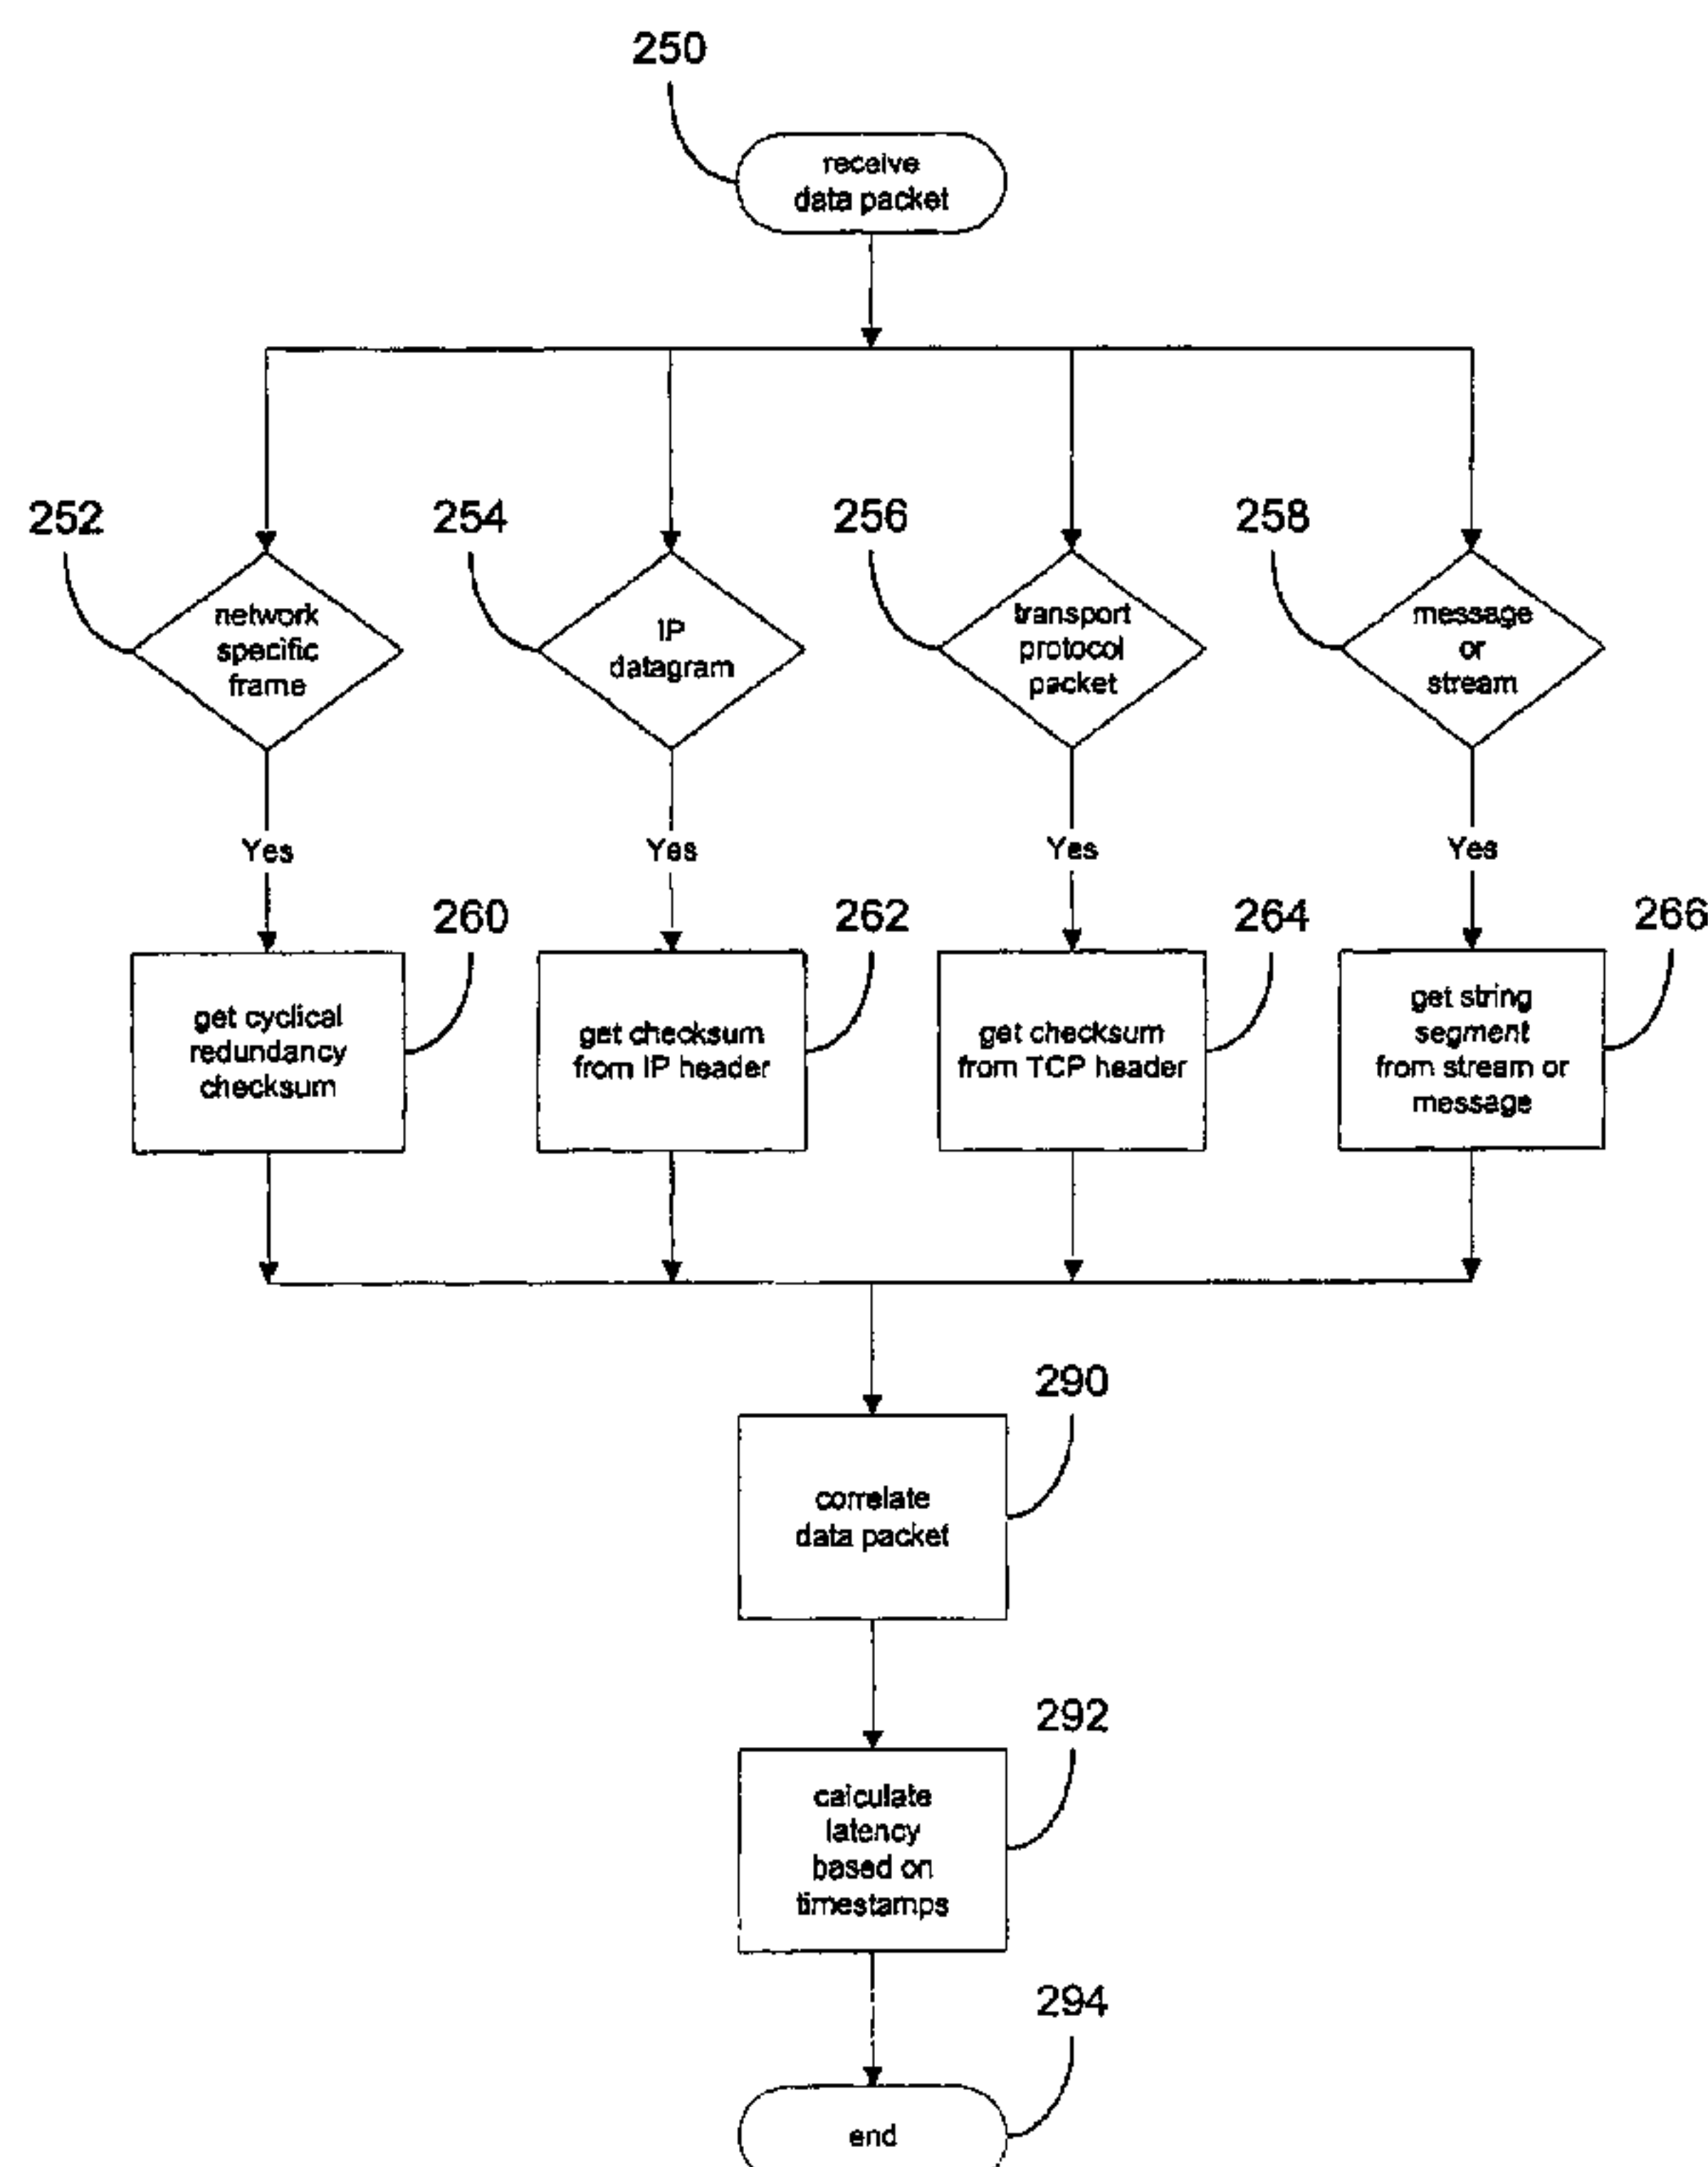 250
receive
data packet
252
254
256
258
network
specific
frame
IP
datagram
transport
protocol
packet
message
or
stream
Yes
Yes
Yes
Yes
260
262
264
266
get cyclical
redundancy
checksum
get checksum
from IP header
get checksum
from TCP header
get string
segment
from stream or
message
290
correlate
data packet
292
calculate
latency
based on
timestamps
294
end